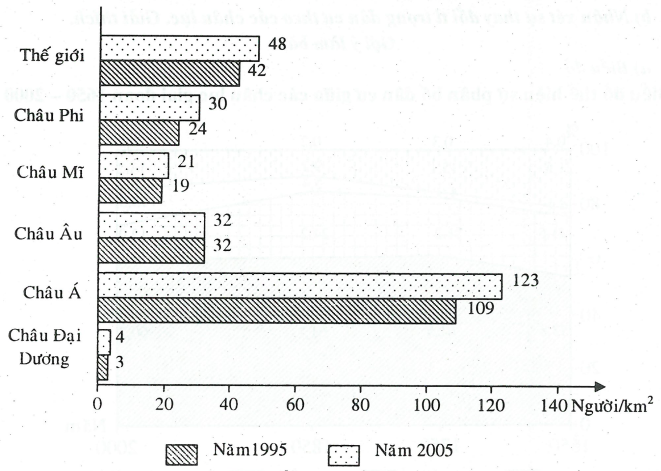 Thế giới
48
42
Châu Phi
30
24
Châu Mĩ
21
19
Châu Âu
32
32
Châu Á
123
109
Châu Đại Dương
4
3
0 20 40 60 80 100 120 140 Người/km²
Năm1995 Năm 2005